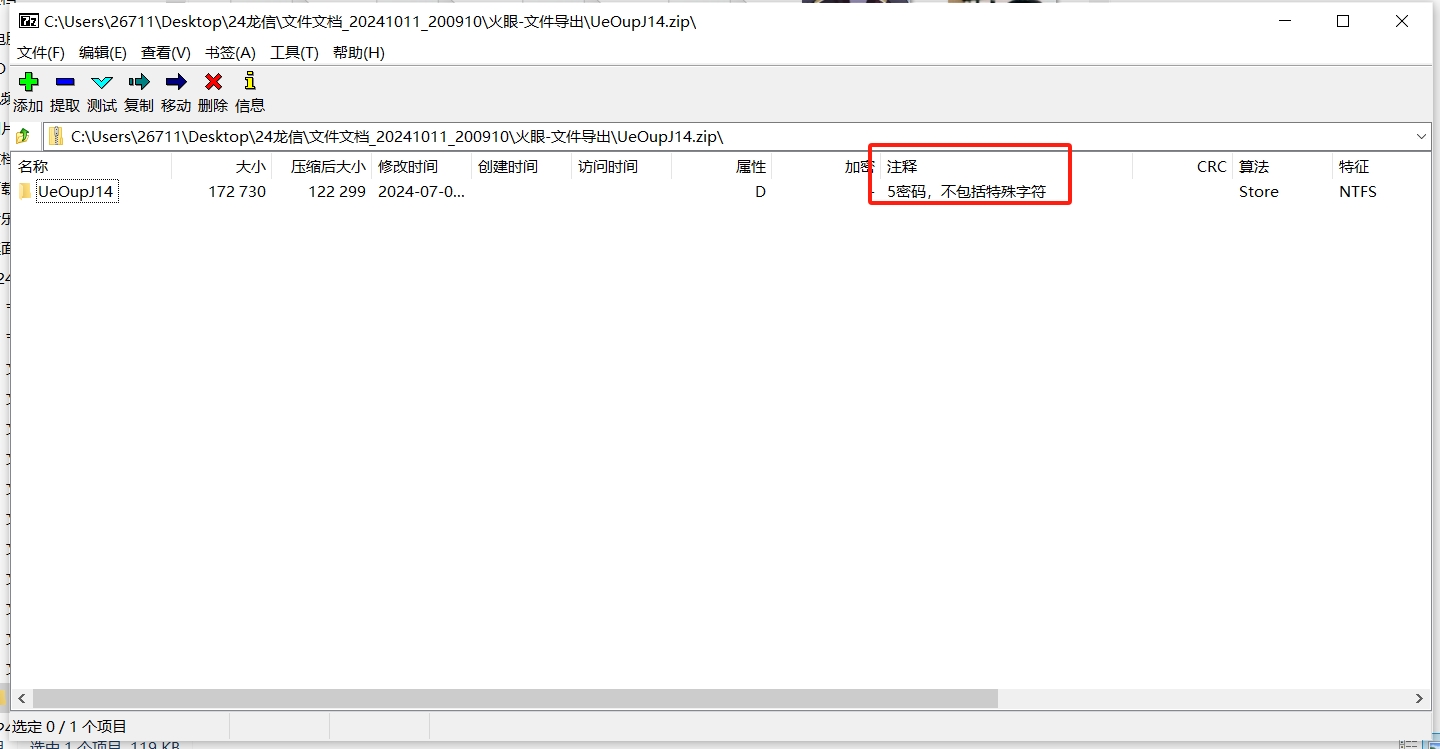 C:\Users\26711\Desktop\24龙信\文件文档_20241011_200910\火眼-文件导出\UeOupJ14.zip\
文件(F) 编辑(E) 查看(V) 书签(A) 工具(T) 帮助(H)
添加 提取 测试 复制 移动 删除 信息
C:\Users\26711\Desktop\24龙信\文件文档_20241011_200910\火眼-文件导出\UeOupJ14.zip\
名称 大小 压缩后大小 修改时间 创建时间 访问时间 属性 加密 注释 CRC 算法 特征
UeOupJ14 172 730 122 299 2024-07-0... D - 5密码，不包括特殊字符 Store NTFS
选定 0 / 1 个项目
选中 1 个项目 119 KB